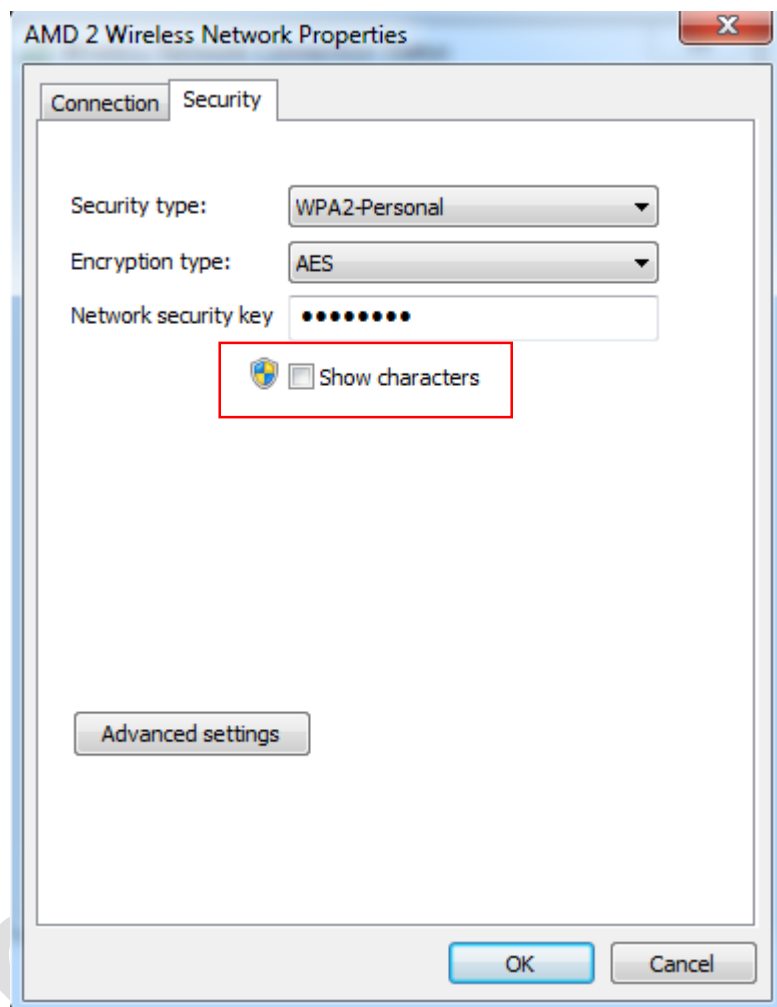 AMD 2 Wireless Network Properties
Connection Security
Security type: WPA2-Personal
Encryption type: AES
Network security key ●●●●●●●●
Show characters
Advanced settings
OK Cancel